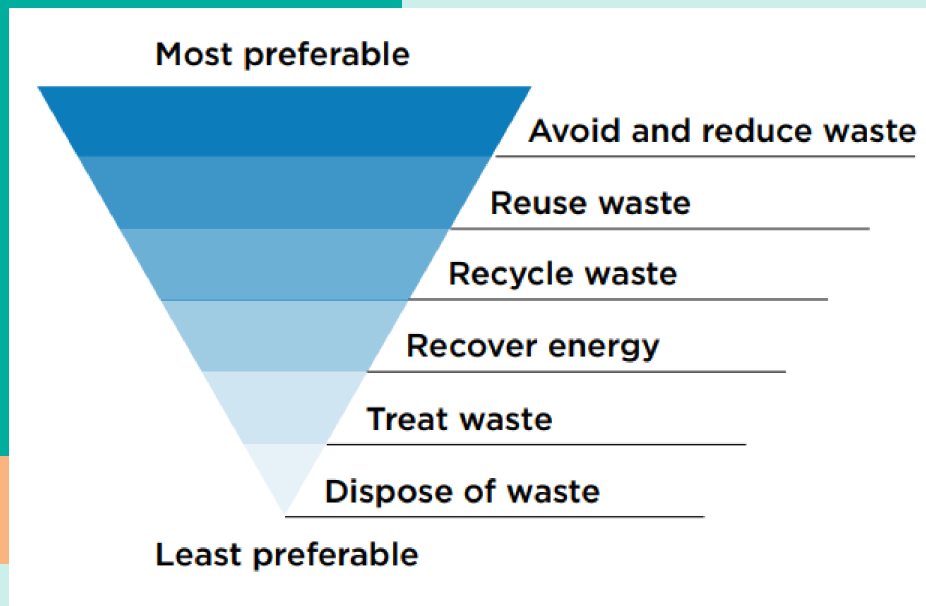 Most preferable
Avoid and reduce waste
Reuse waste
Recycle waste
Recover energy
Treat waste
Dispose of waste
Least preferable